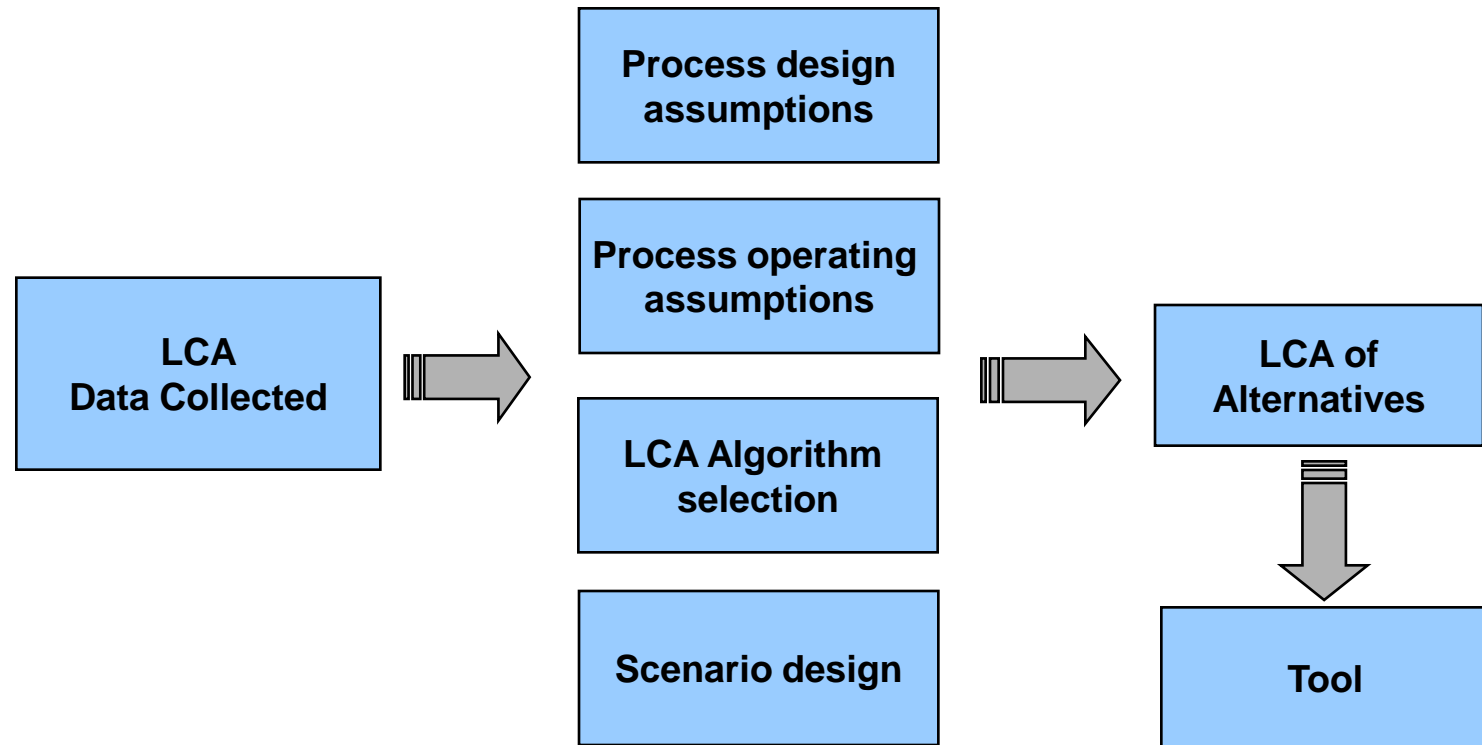 Process design
assumptions
Process operating
assumptions
LCA
Data Collected
LCA of
Alternatives
LCA Algorithm
selection
Scenario design
Tool